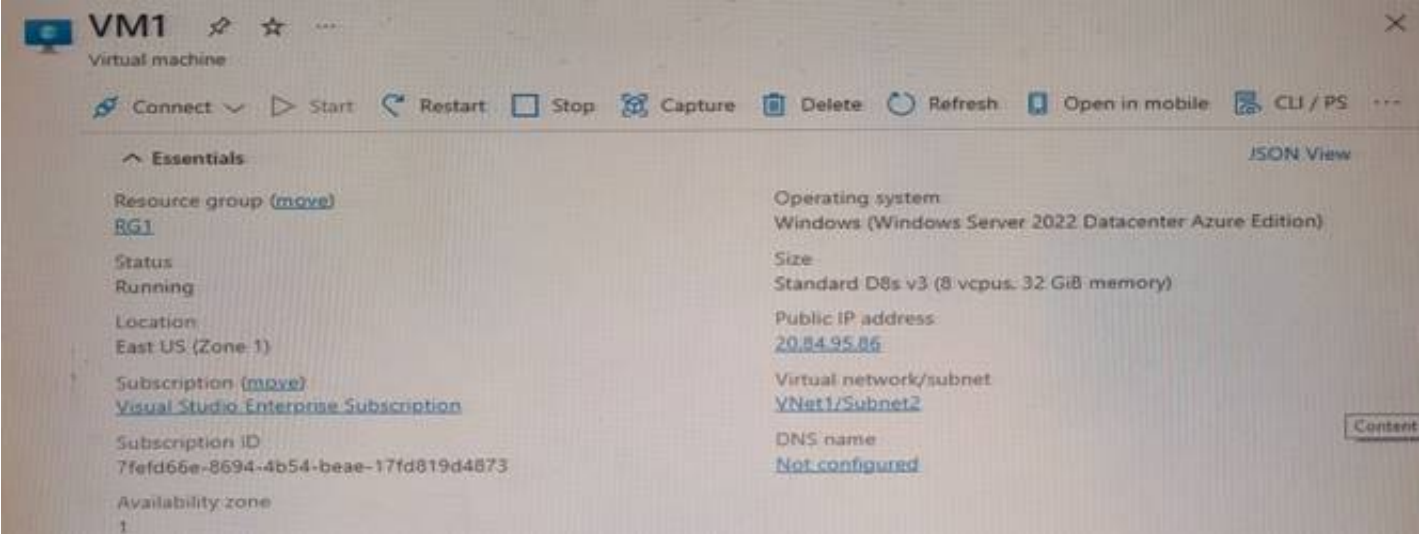 VM1
Virtual machine
Connect Start Restart Stop Capture Delete Refresh Open in mobile CLI / PS
Essentials
JSON View
Resource group (move)
RG1
Status
Running
Location
East US (Zone 1)
Subscription (move)
Visual Studio Enterprise Subscription
Subscription ID
7fefd66e-8694-4b54-beae-17fd819d4873
Availability zone
1
Operating system
Windows (Windows Server 2022 Datacenter Azure Edition)
Size
Standard D8s v3 (8 vcpus, 32 GiB memory)
Public IP address
20.84.95.86
Virtual network/subnet
VNet1/Subnet2
DNS name
Not configured
Content